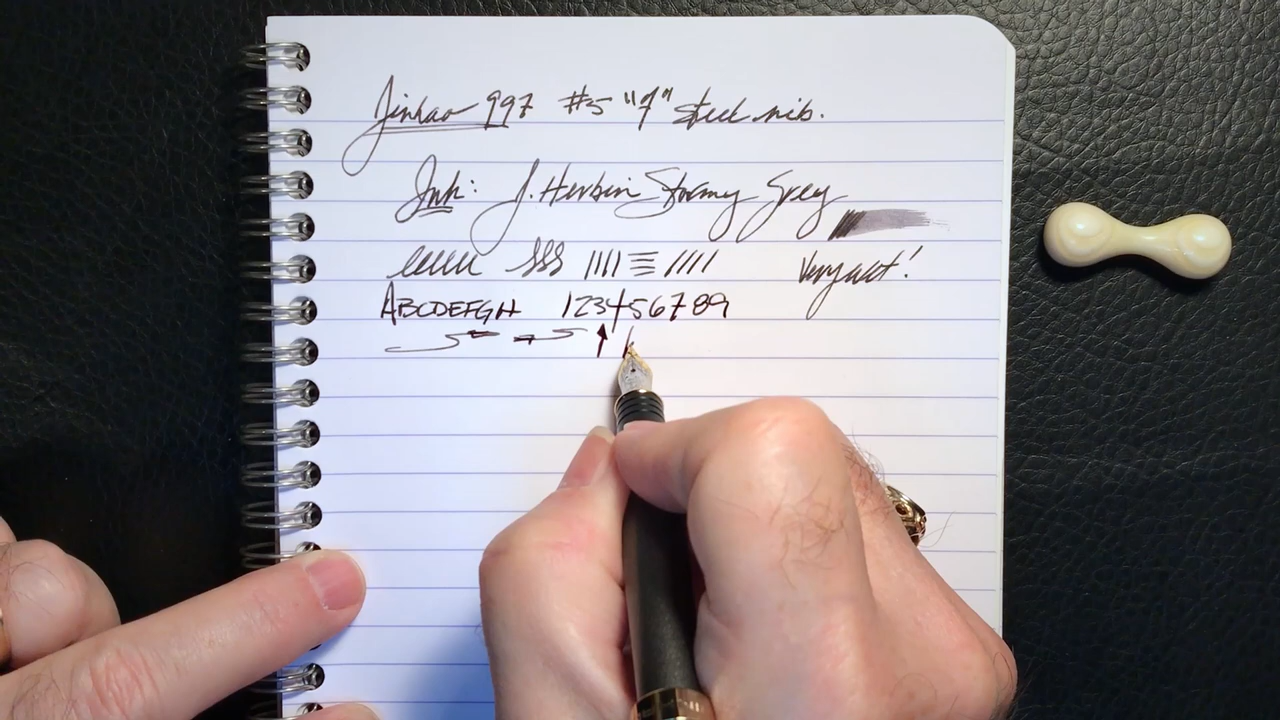 Jinhao 997 #5 "f" steel nib.
Ink: J. Herbin Stormy Grey
Very wet!
ABCDEFGH 123456789